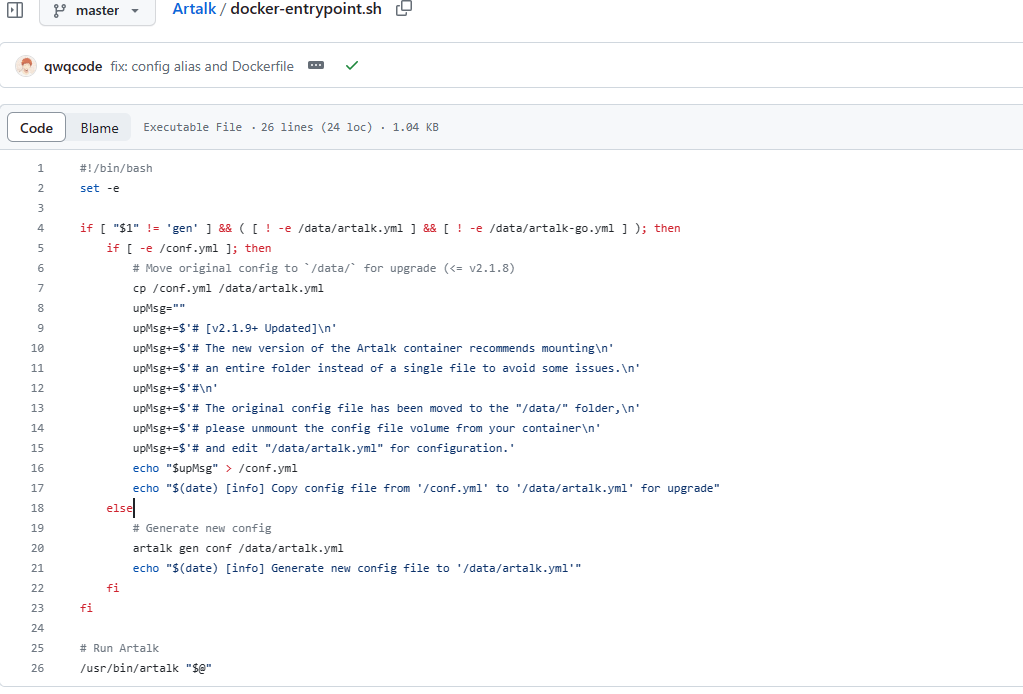 master
Artalk / docker-entrypoint.sh
qwqcode fix: config alias and Dockerfile
Code Blame Executable File · 26 lines (24 loc) · 1.04 KB
1 #!/bin/bash
2 set -e
3
4 if [ "$1" != 'gen' ] && ( [ ! -e /data/artalk.yml ] && [ ! -e /data/artalk-go.yml ] ); then
5     if [ -e /conf.yml ]; then
6         # Move original config to `/data/` for upgrade (<= v2.1.8)
7         cp /conf.yml /data/artalk.yml
8         upMsg=""
9         upMsg+=$'# [v2.1.9+ Updated]\n'
10         upMsg+=$'# The new version of the Artalk container recommends mounting\n'
11         upMsg+=$'# an entire folder instead of a single file to avoid some issues.\n'
12         upMsg+=$'#\n'
13         upMsg+=$'# The original config file has been moved to the "/data/" folder,\n'
14         upMsg+=$'# please unmount the config file volume from your container\n'
15         upMsg+=$'# and edit "/data/artalk.yml" for configuration.'
16         echo "$upMsg" > /conf.yml
17         echo "$(date) [info] Copy config file from '/conf.yml' to '/data/artalk.yml' for upgrade"
18     else
19         # Generate new config
20         artalk gen conf /data/artalk.yml
21         echo "$(date) [info] Generate new config file to '/data/artalk.yml'"
22     fi
23 fi
24
25 # Run Artalk
26 /usr/bin/artalk "$@"